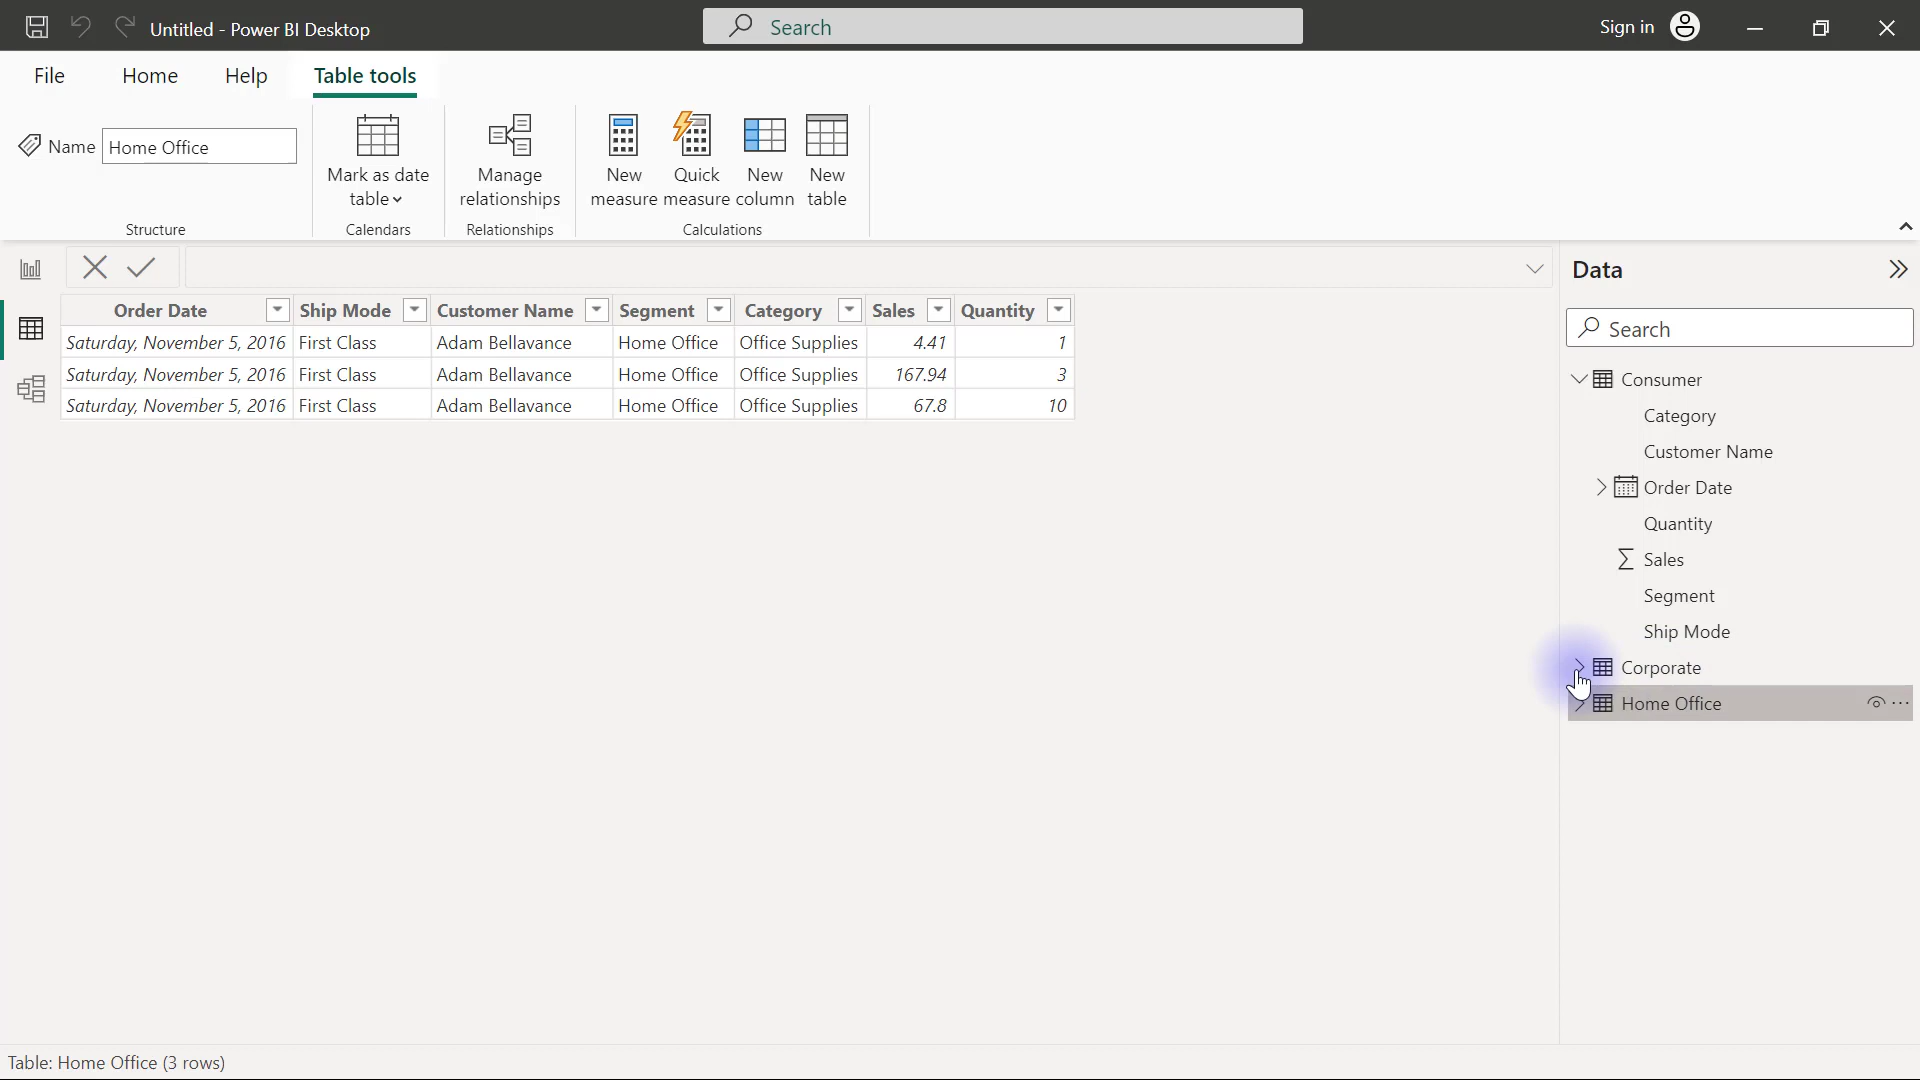 Untitled - Power BI Desktop
Search
Sign in
File
Home
Help
Table tools
Name
Home Office
Structure
Mark as date
table
Calendars
Manage
relationships
Relationships
New
measure
Quick
measure
New
column
New
table
Calculations
Order Date
Ship Mode
Customer Name
Segment
Category
Sales
Quantity
Saturday, November 5, 2016 First Class Adam Bellavance Home Office Office Supplies 4.41 1
Saturday, November 5, 2016 First Class Adam Bellavance Home Office Office Supplies 167.94 3
Saturday, November 5, 2016 First Class Adam Bellavance Home Office Office Supplies 67.8 10
Data
Search
Consumer
Category
Customer Name
Order Date
Quantity
Σ Sales
Segment
Ship Mode
Corporate
Home Office
Table: Home Office (3 rows)